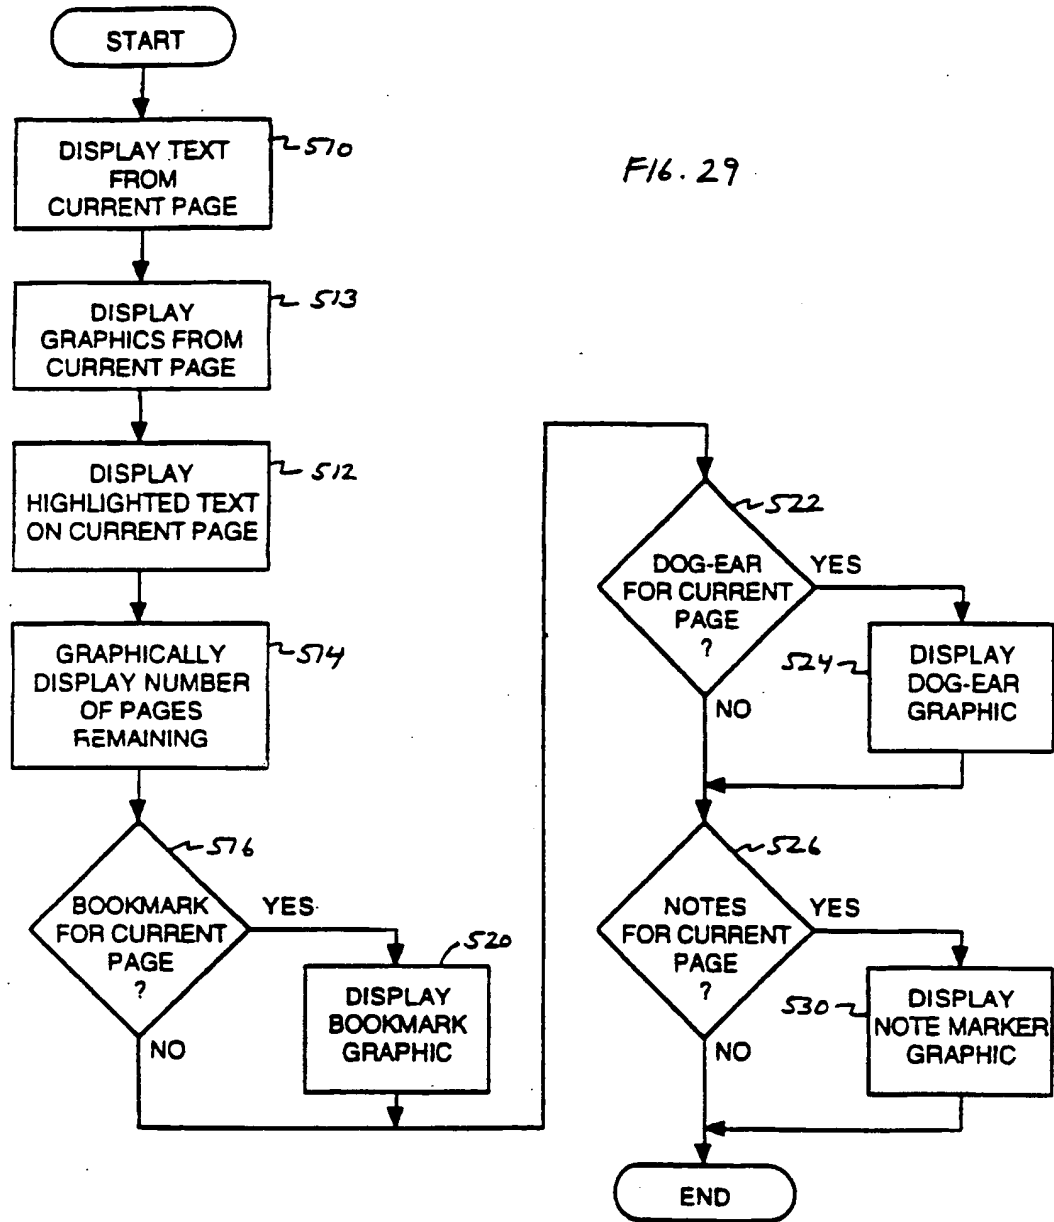 START
DISPLAY TEXT
FROM
CURRENT PAGE
510
FIG. 29
DISPLAY
GRAPHICS FROM
CURRENT PAGE
513
DISPLAY
HIGHLIGHTED TEXT
ON CURRENT PAGE
512
GRAPHICALLY
DISPLAY NUMBER
OF PAGES
REMAINING
514
BOOKMARK
FOR CURRENT
PAGE
?
516
YES
NO
520
DISPLAY
BOOKMARK
GRAPHIC
522
DOG-EAR
FOR CURRENT
PAGE
?
YES
NO
524
DISPLAY
DOG-EAR
GRAPHIC
526
NOTES
FOR CURRENT
PAGE
?
YES
NO
530
DISPLAY
NOTE MARKER
GRAPHIC
END